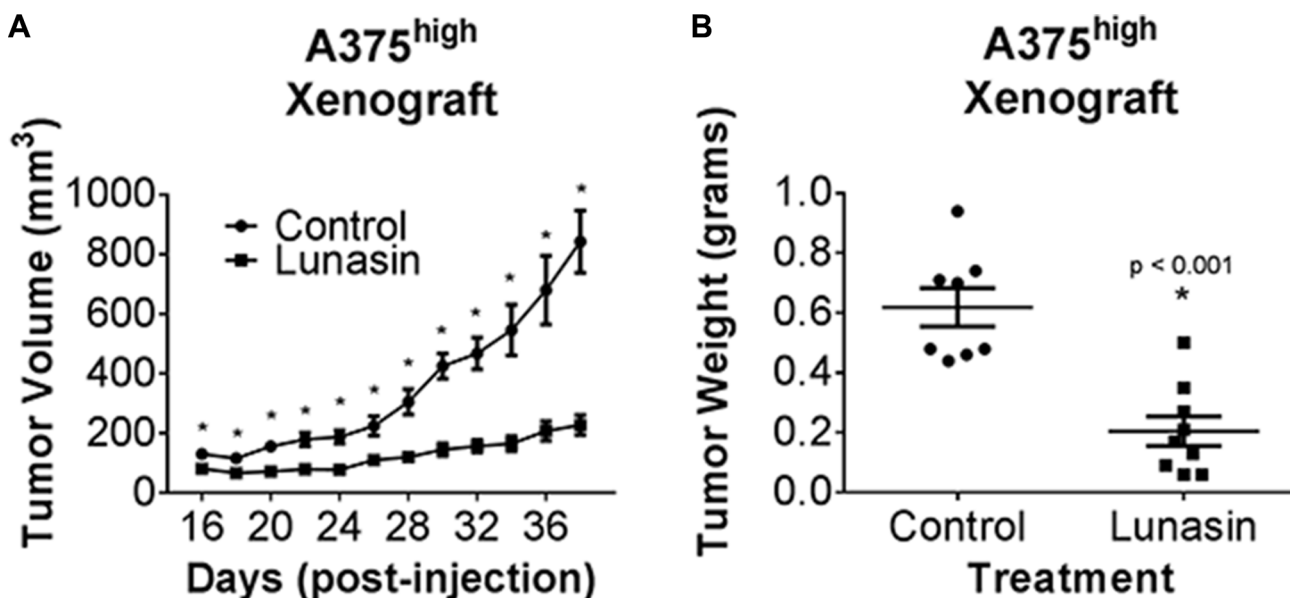 A
A375high
Xenograft
Tumor Volume (mm3)
1000
800
600
400
200
0
Control
Lunasin
* * * * * * * * * * * *
16 20 24 28 32 36
Days (post-injection)
B
A375high
Xenograft
Tumor Weight (grams)
1.0
0.8
0.6
0.4
0.2
0.0
p < 0.001
*
Control Lunasin
Treatment